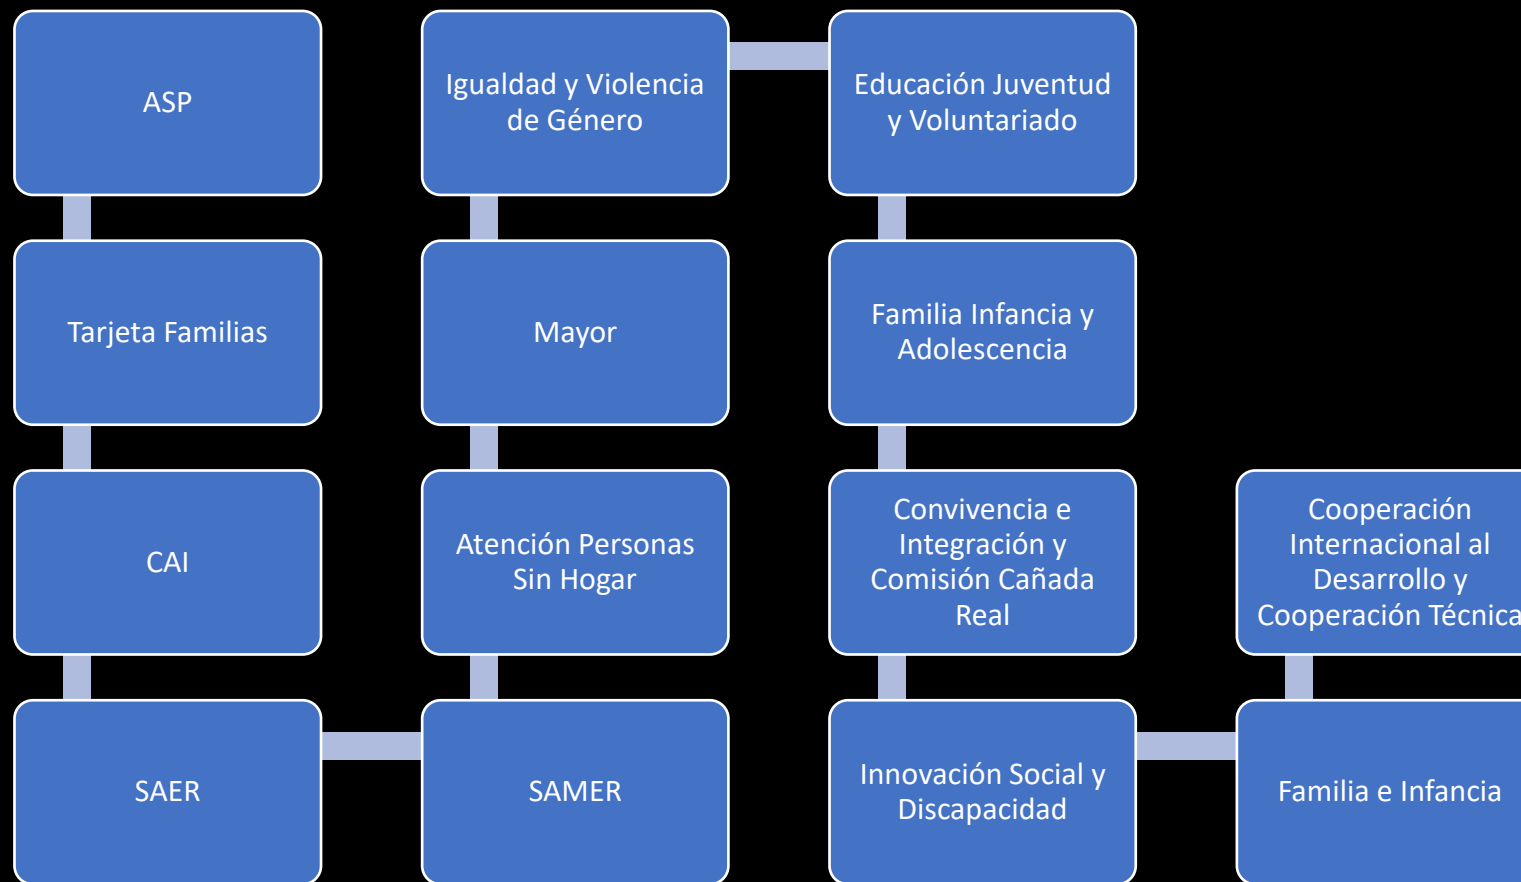 ASP
Tarjeta Familias
CAI
SAER
SAMER
Atención Personas
Sin Hogar
Mayor
Igualdad y Violencia
de Género
Educación Juventud
y Voluntariado
Familia Infancia y
Adolescencia
Convivencia e
Integración y
Comisión Cañada
Real
Innovación Social y
Discapacidad
Familia e Infancia
Cooperación
Internacional al
Desarrollo y
Cooperación Técnica